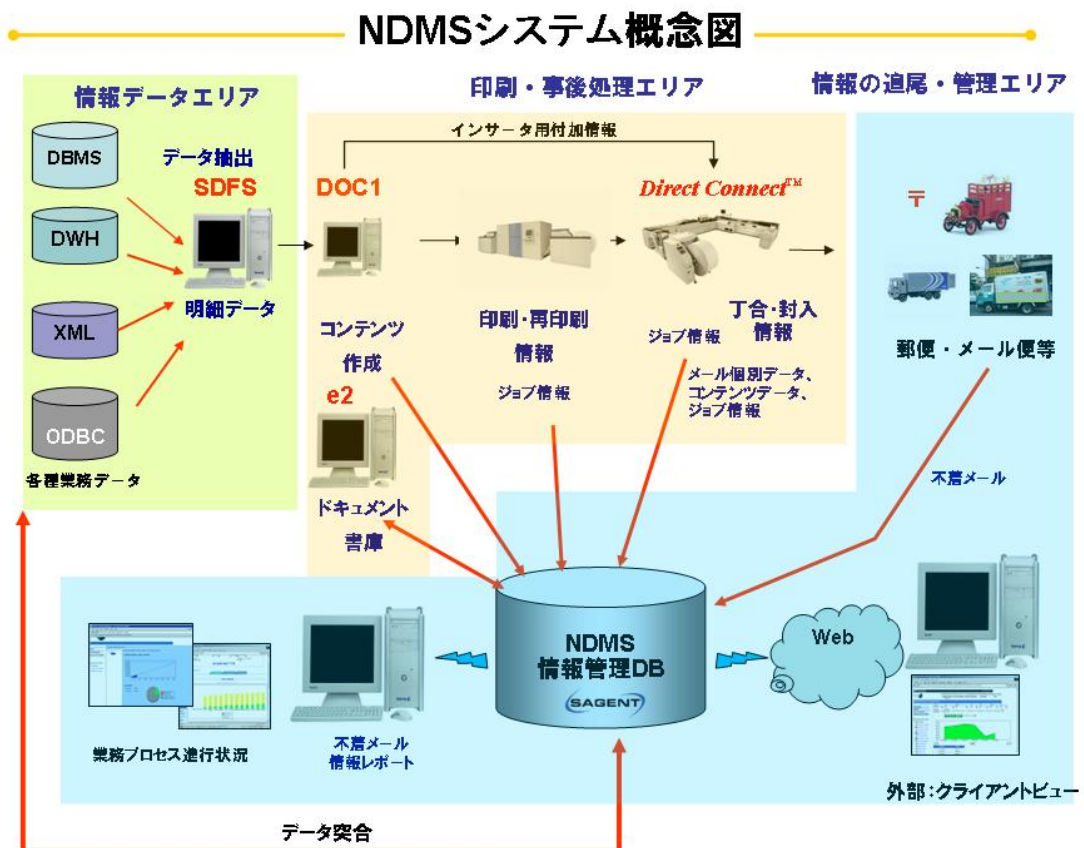 NDMSシステム概念図
情報データエリア
印刷・事後処理エリア
情報の追尾・管理エリア
DBMS
DWH
XML
ODBC
各種業務データ
データ抽出
SDFS
明細データ
インサータ用付加情報
DOC1
コンテンツ
作成
e2
ドキュメント
書庫
印刷・再印刷
情報
ジョブ情報
Direct Connect™
丁合・封入
情報
ジョブ情報
メール個別データ、
コンテンツデータ、
ジョブ情報
〒
郵便・メール便等
不着メール
NDMS
情報管理DB
SAGENT
Web
業務プロセス進行状況
不着メール
情報レポート
外部：クライアントビュー
データ突合